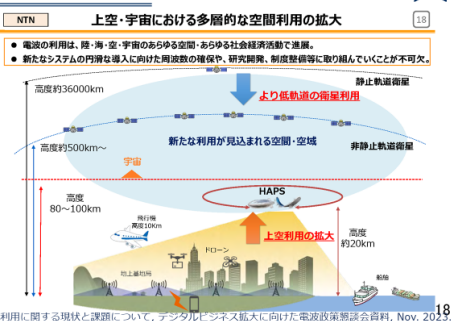 NTN
上空・宇宙における多層的な空間利用の拡大
18
● 電波の利用は、陸・海・空・宇宙のあらゆる空間・あらゆる社会経済活動で進展。
● 新たなシステムの円滑な導入に向けた周波数の確保や、研究開発、制度整備等に取り組んでいくことが不可欠。
静止軌道衛星
高度約36000km
より低軌道の衛星利用
新たな利用が見込まれる空間・空域
非静止軌道衛星
高度約500km～
宇宙
高度
80～100km
HAPS
飛行機
高度10Km
上空利用の拡大
高度
約20km
ドローン
地上基地局
船舶
18
利用に関する現状と課題について, デジタルビジネス拡大に向けた電波政策懇談会資料, Nov. 2023.